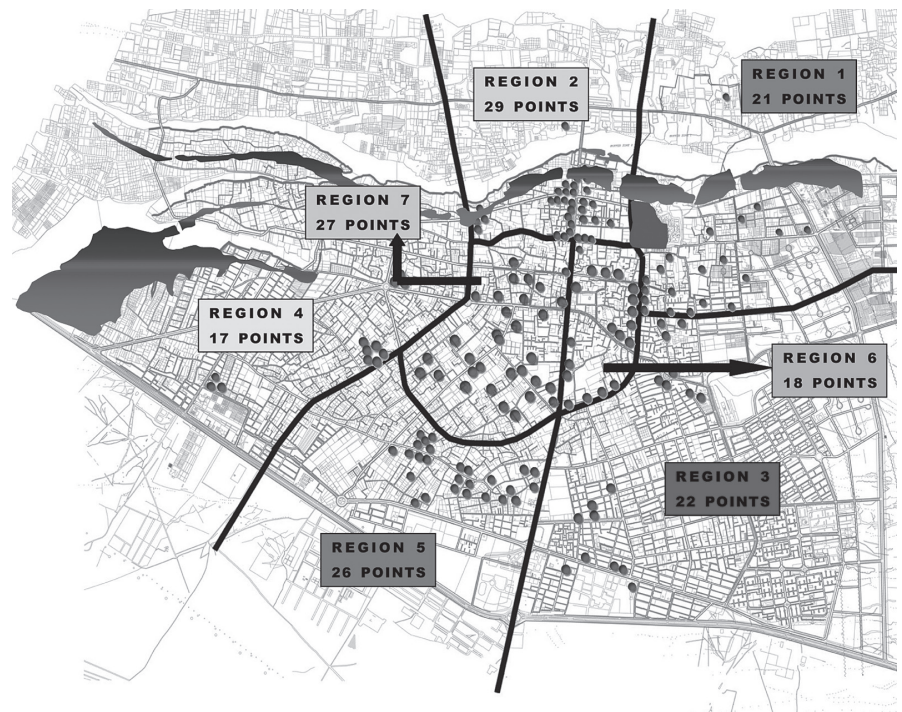 REGION 2
29 POINTS
REGION 1
21 POINTS
REGION 7
27 POINTS
REGION 4
17 POINTS
REGION 6
18 POINTS
REGION 3
22 POINTS
REGION 5
26 POINTS